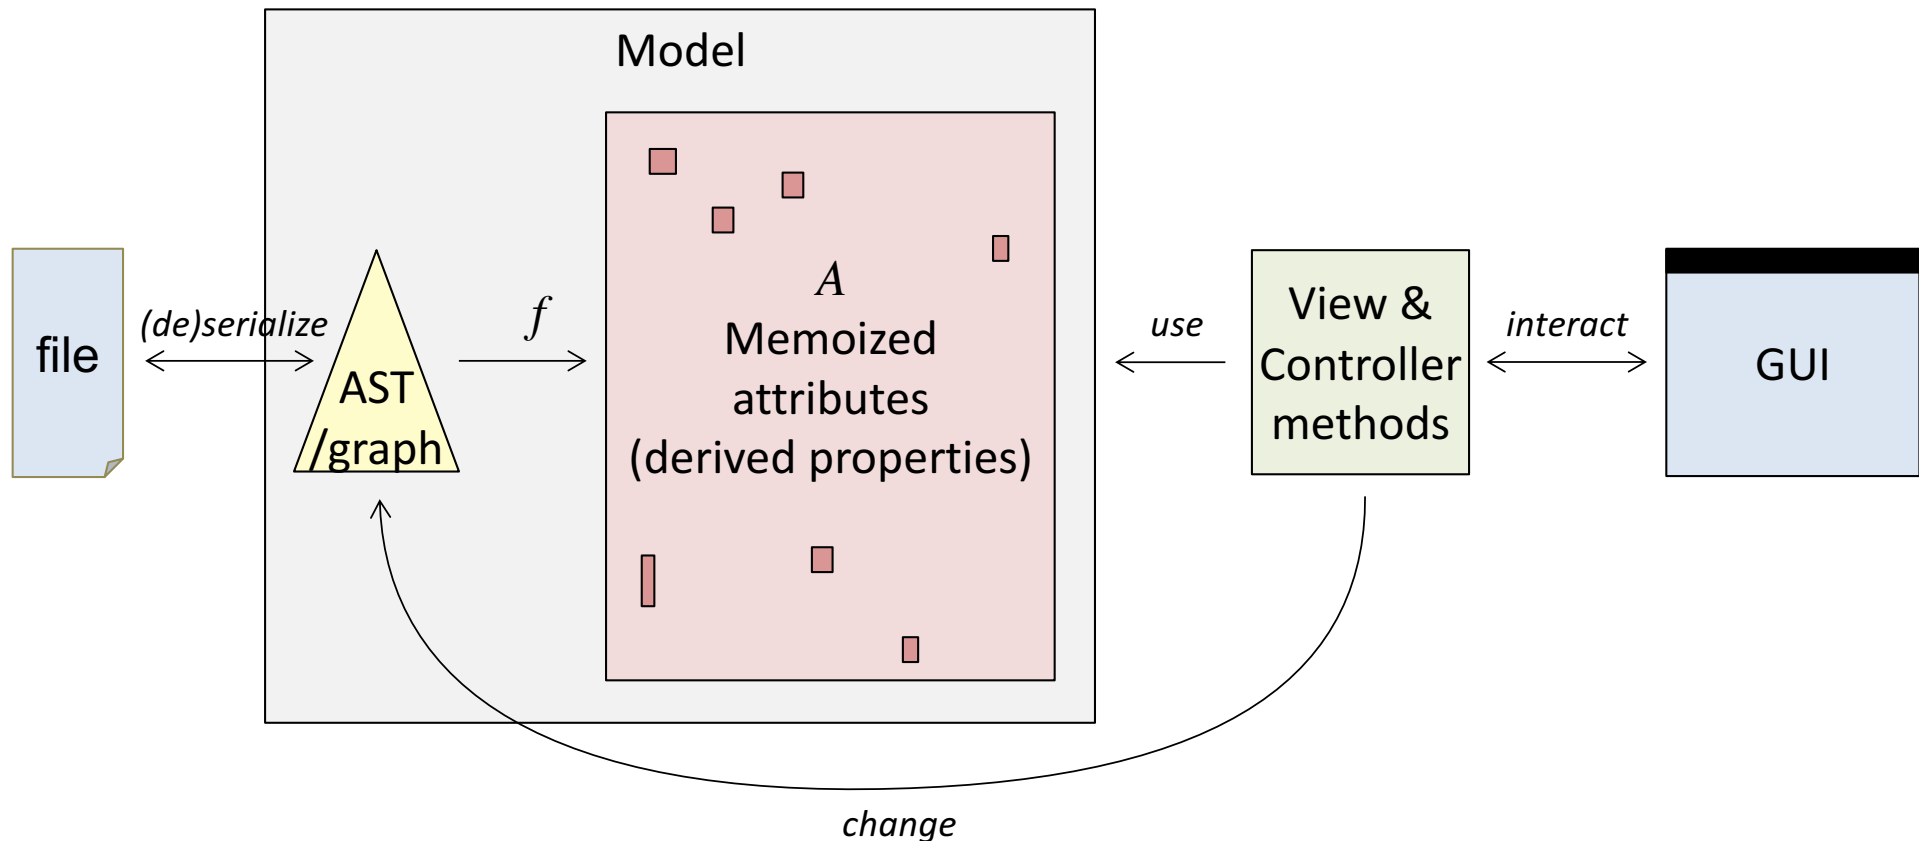 Model
file
(de)serialize
AST
/graph
f
A
Memoized
attributes
(derived properties)
use
View &
Controller
methods
interact
GUI
change